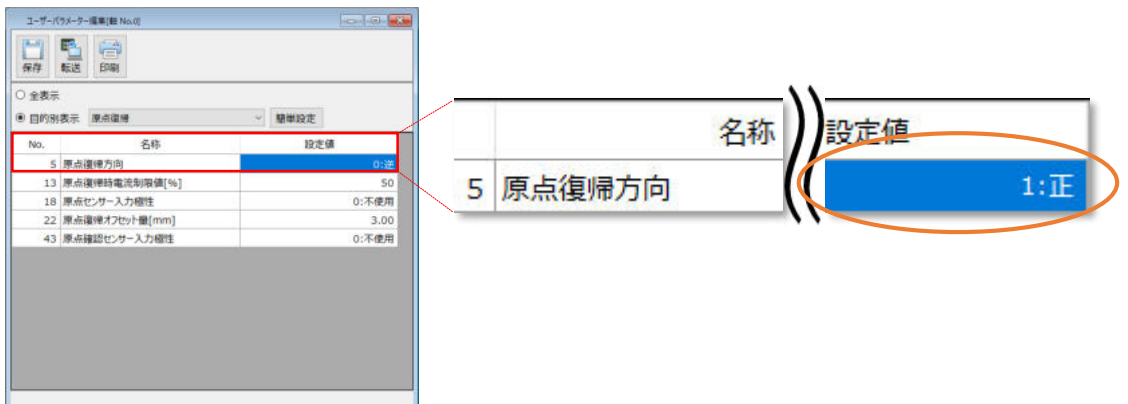 ユーザーパラメーター編集[軸 No.0]
保存 転送 印刷
全表示
目的別表示 原点復帰 簡単設定
No. 名称 設定値
5 原点復帰方向 0:逆
13 原点復帰時電流制限値[%] 50
18 原点センサー入力極性 0:不使用
22 原点復帰オフセット量[mm] 3.00
43 原点確認センサー入力極性 0:不使用
名称 設定値
5 原点復帰方向 1:正